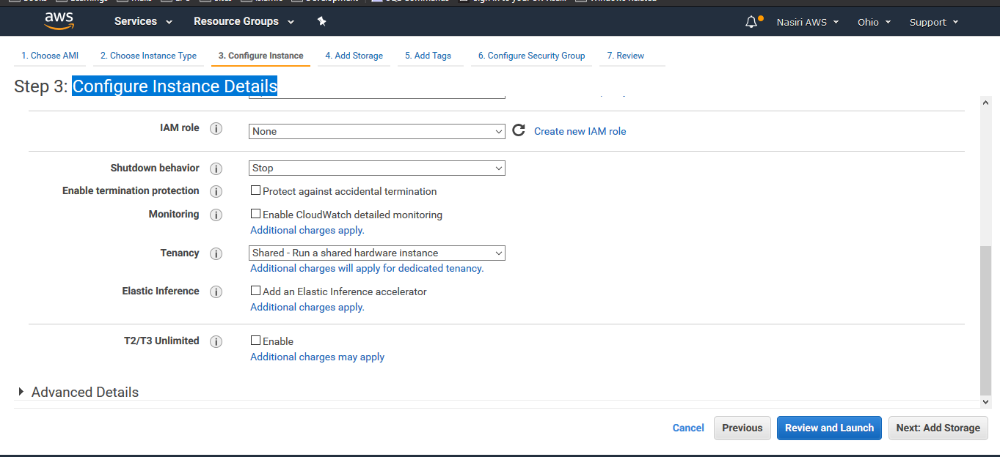 aws
Services
Resource Groups
Nasiri AWS
Ohio
Support
1. Choose AMI
2. Choose Instance Type
3. Configure Instance
4. Add Storage
5. Add Tags
6. Configure Security Group
7. Review
Step 3: Configure Instance Details
IAM role
None
Create new IAM role
Shutdown behavior
Stop
Enable termination protection
Protect against accidental termination
Monitoring
Enable CloudWatch detailed monitoring
Additional charges apply.
Tenancy
Shared - Run a shared hardware instance
Additional charges will apply for dedicated tenancy.
Elastic Inference
Add an Elastic Inference accelerator
Additional charges apply.
T2/T3 Unlimited
Enable
Additional charges may apply
Advanced Details
Cancel
Previous
Review and Launch
Next: Add Storage